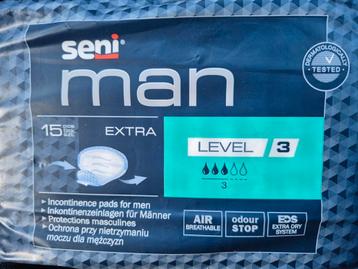 seni
man
DERMATOLOGICALLY
TESTED
15
EXTRA
LEVEL / 3
3
Incontinence pads for men
Inkontinenzeinlagen für Männer
Protections masculines
Ochrona przy nietrzymaniu
moczu dla mężczyzn
AIR
BREATHABLE
odour
STOP
EDS
EXTRA DRY
SYSTEM